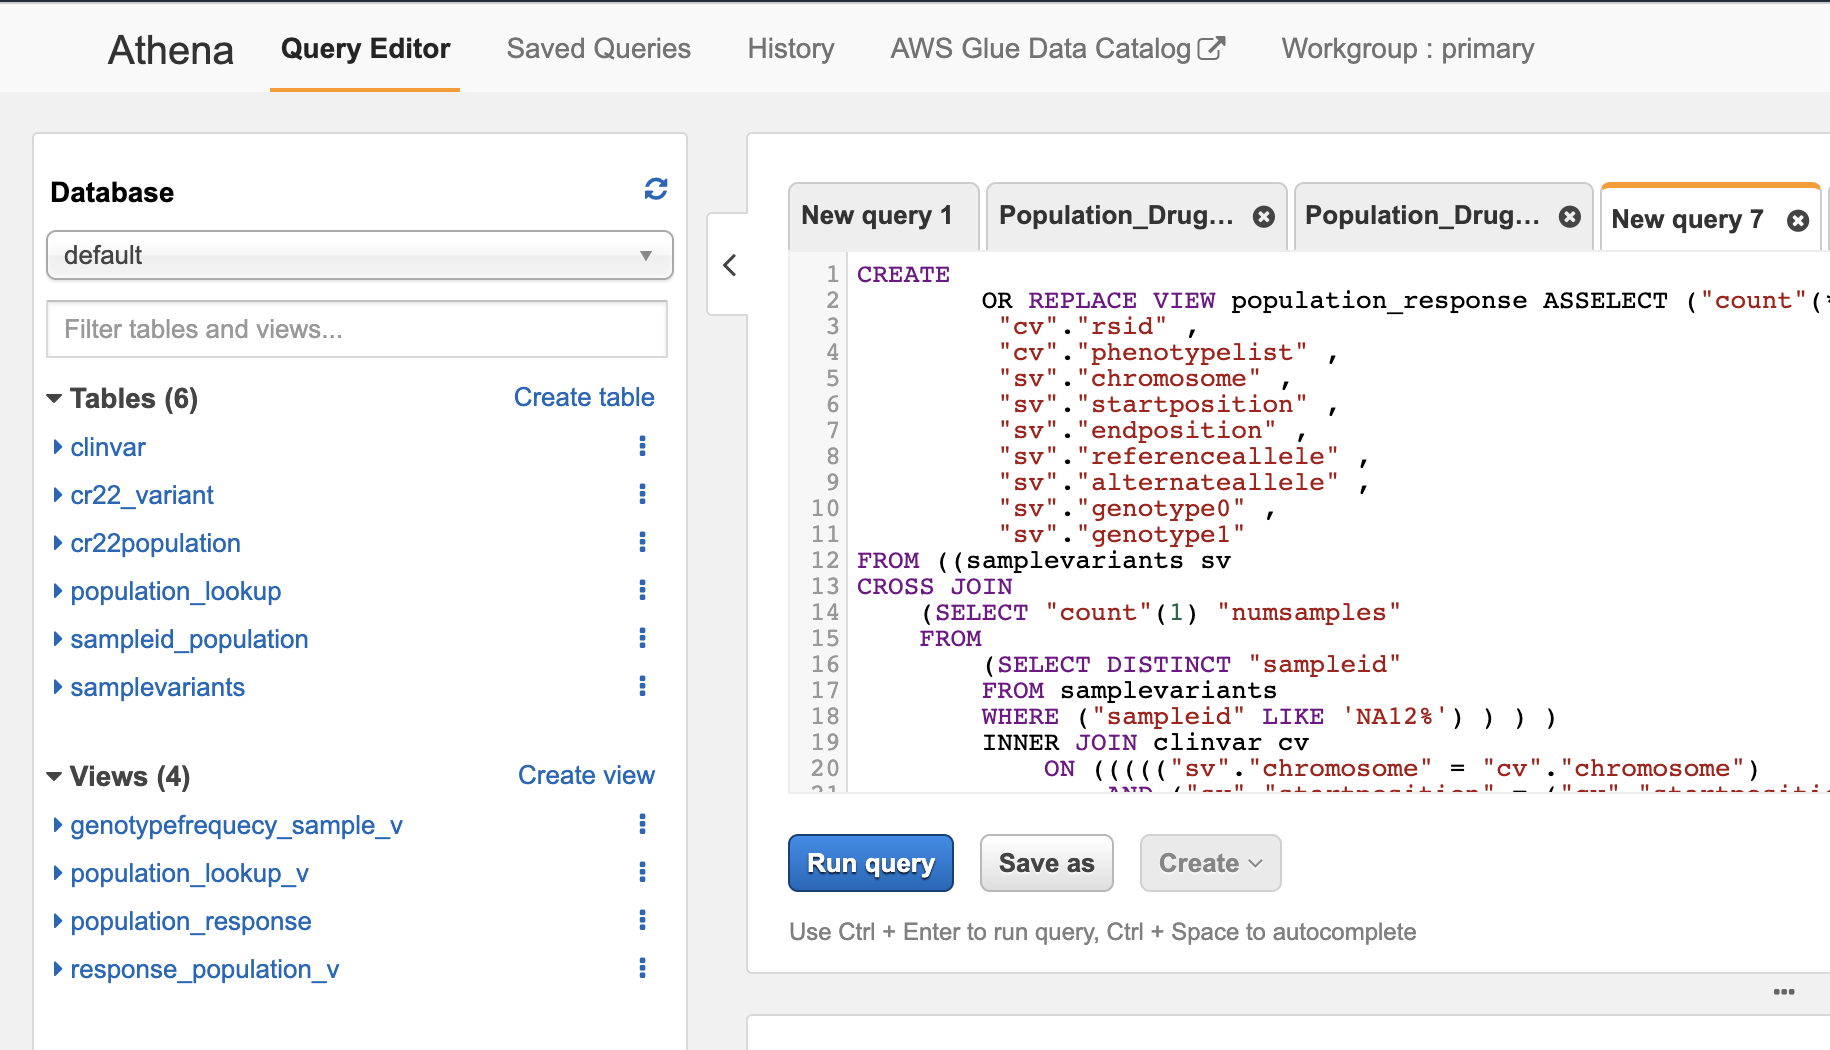 Athena Query Editor Saved Queries History AWS Glue Data Catalog Workgroup : primary
Database
default
Filter tables and views...
Tables (6) Create table
clinvar
cr22_variant
cr22population
population_lookup
sampleid_population
samplevariants
Views (4) Create view
genotypefrequecy_sample_v
population_lookup_v
population_response
response_population_v
New query 1 Population_Drug... Population_Drug... New query 7
1 CREATE
2 OR REPLACE VIEW population_response ASSELECT ("count"(*
3 "cv"."rsid" ,
4 "cv"."phenotypelist" ,
5 "sv"."chromosome" ,
6 "sv"."startposition" ,
7 "sv"."endposition" ,
8 "sv"."referenceallele" ,
9 "sv"."alternateallele" ,
10 "sv"."genotype0" ,
11 "sv"."genotype1"
12 FROM ((samplevariants sv
13 CROSS JOIN
14 (SELECT "count"(1) "numsamples"
15 FROM
16 (SELECT DISTINCT "sampleid"
17 FROM samplevariants
18 WHERE ("sampleid" LIKE 'NA12%') ) ) )
19 INNER JOIN clinvar cv
20 ON ((((("sv"."chromosome" = "cv"."chromosome")
21 AND ("sv"."startposition" = ("cv"."startpositi
Run query Save as Create
Use Ctrl + Enter to run query, Ctrl + Space to autocomplete